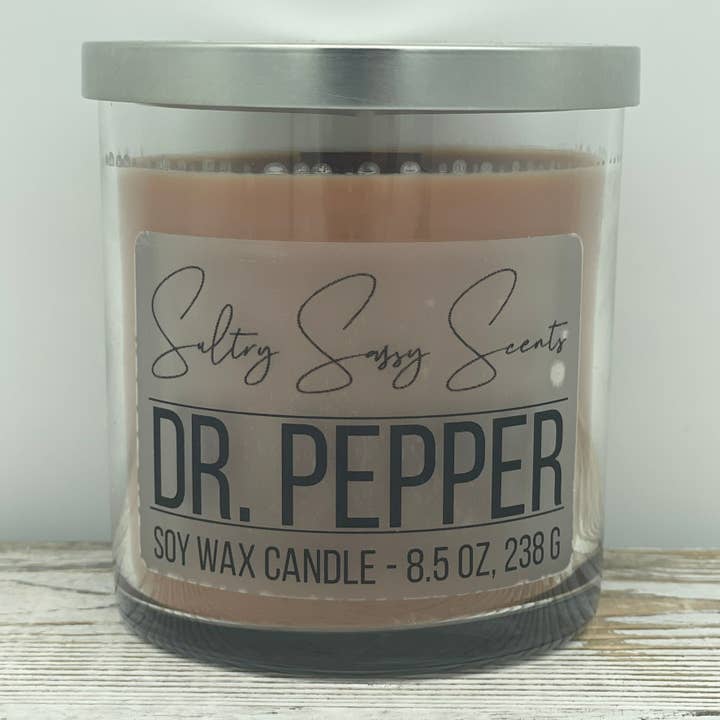 Sultry Sassy Scents
DR. PEPPER
SOY WAX CANDLE - 8.5 OZ, 238 G